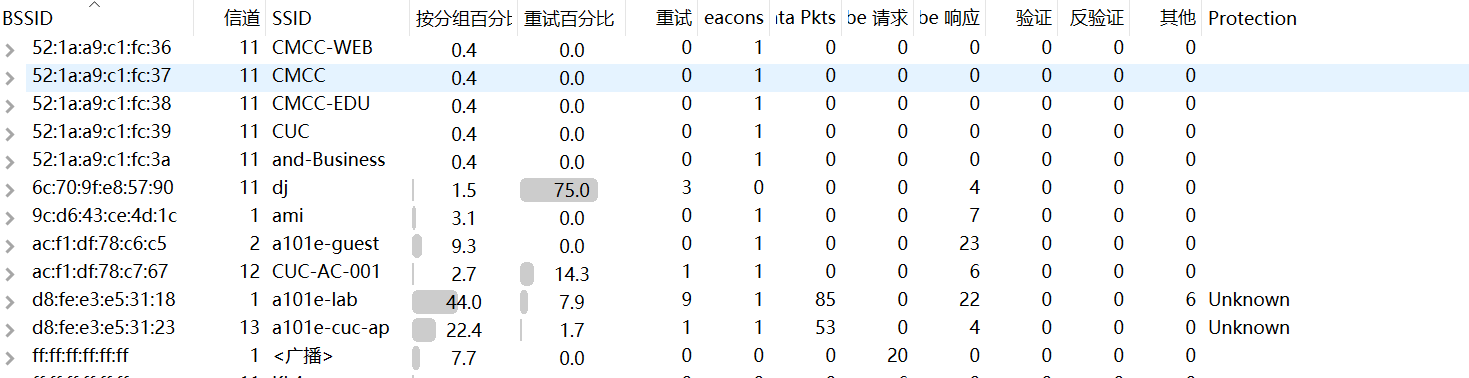 BSSID 信道 SSID 按分组百分比 重试百分比 重试 eacons ta Pkts be 请求 be 响应 验证 反验证 其他 Protection
52:1a:a9:c1:fc:36 11 CMCC-WEB 0.4 0.0 0 1 0 0 0 0 0 0
52:1a:a9:c1:fc:37 11 CMCC 0.4 0.0 0 1 0 0 0 0 0 0
52:1a:a9:c1:fc:38 11 CMCC-EDU 0.4 0.0 0 1 0 0 0 0 0 0
52:1a:a9:c1:fc:39 11 CUC 0.4 0.0 0 1 0 0 0 0 0 0
52:1a:a9:c1:fc:3a 11 and-Business 0.4 0.0 0 1 0 0 0 0 0 0
6c:70:9f:e8:57:90 11 dj 1.5 75.0 3 0 0 0 4 0 0 0
9c:d6:43:ce:4d:1c 1 ami 3.1 0.0 0 1 0 0 7 0 0 0
ac:f1:df:78:c6:c5 2 a101e-guest 9.3 0.0 0 1 0 0 23 0 0 0
ac:f1:df:78:c7:67 12 CUC-AC-001 2.7 14.3 1 1 0 0 6 0 0 0
d8:fe:e3:e5:31:18 1 a101e-lab 44.0 7.9 9 1 85 0 22 0 0 6 Unknown
d8:fe:e3:e5:31:23 13 a101e-cuc-ap 22.4 1.7 1 1 53 0 4 0 0 0 Unknown
ff:ff:ff:ff:ff:ff 1 <广播> 7.7 0.0 0 0 0 20 0 0 0 0